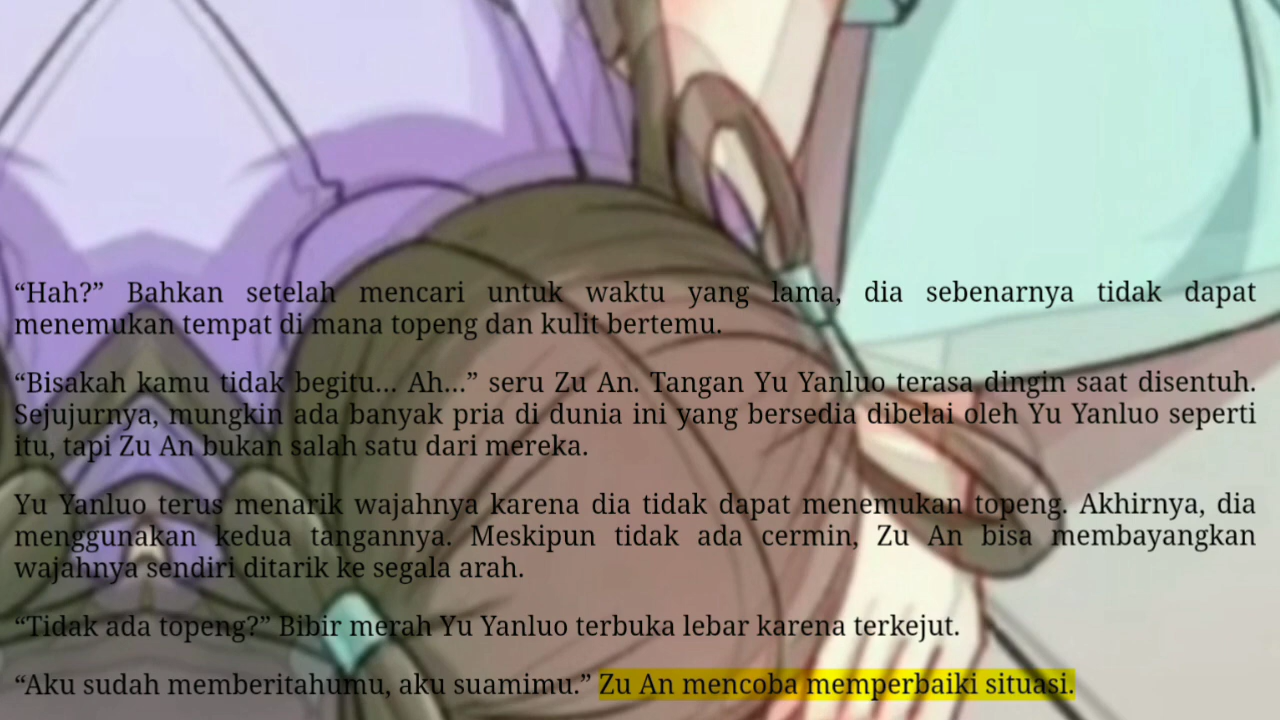 “Hah?” Bahkan setelah mencari untuk waktu yang lama, dia sebenarnya tidak dapat
menemukan tempat di mana topeng dan kulit bertemu.
“Bisakah kamu tidak begitu… Ah…” seru Zu An. Tangan Yu Yanluo terasa dingin saat disentuh.
Sejujurnya, mungkin ada banyak pria di dunia ini yang bersedia dibelai oleh Yu Yanluo seperti
itu, tapi Zu An bukan salah satu dari mereka.
Yu Yanluo terus menarik wajahnya karena dia tidak dapat menemukan topeng. Akhirnya, dia
menggunakan kedua tangannya. Meskipun tidak ada cermin, Zu An bisa membayangkan
wajahnya sendiri ditarik ke segala arah.
“Tidak ada topeng?” Bibir merah Yu Yanluo terbuka lebar karena terkejut.
“Aku sudah memberitahumu, aku suamimu.” Zu An mencoba memperbaiki situasi.